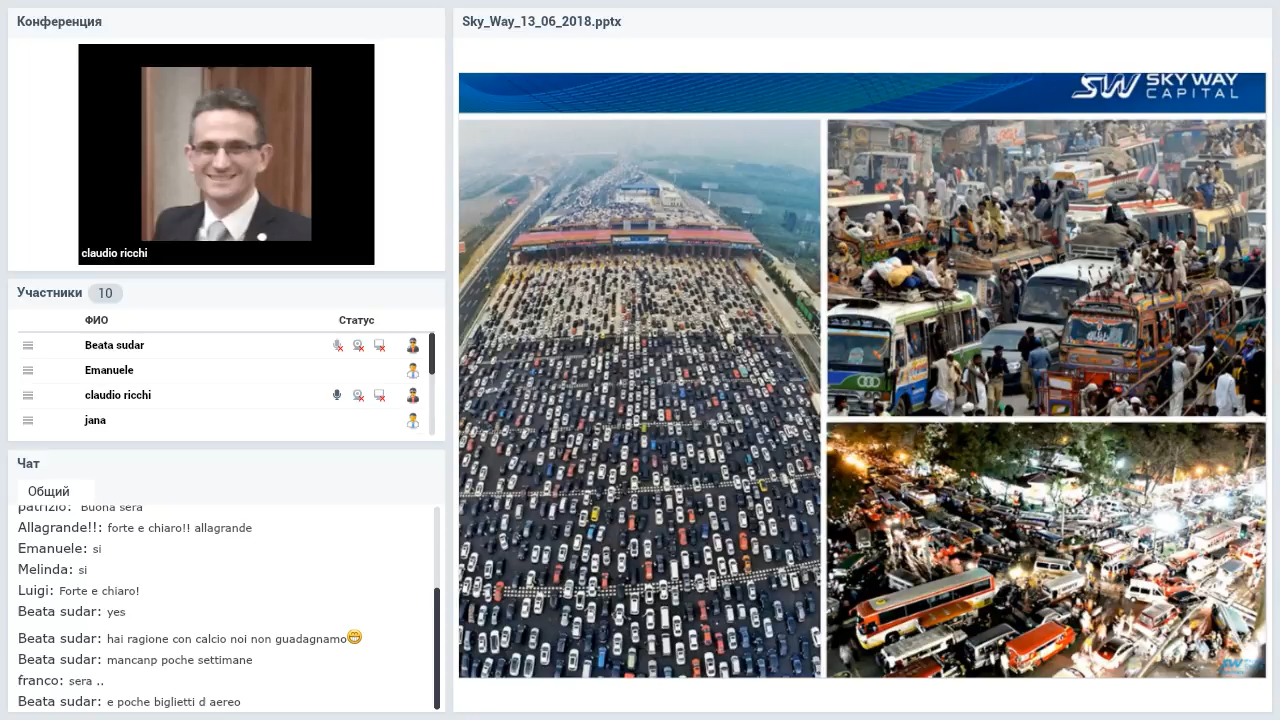 Конференция
claudio ricchi
Участники 10
ФИО Статус
Beata sudar
Emanuele
claudio ricchi
jana
Чат
Общий
patrizio: Buona sera
Allagrande!!: forte e chiaro!! allagrande
Emanuele: si
Melinda: si
Luigi: Forte e chiaro!
Beata sudar: yes
Beata sudar: hai ragione con calcio noi non guadagnamo
Beata sudar: mancanp poche settimane
franco: sera ..
Beata sudar: e poche biglietti d aereo
Sky_Way_13_06_2018.pptx
SW SKY WAY
CAPITAL